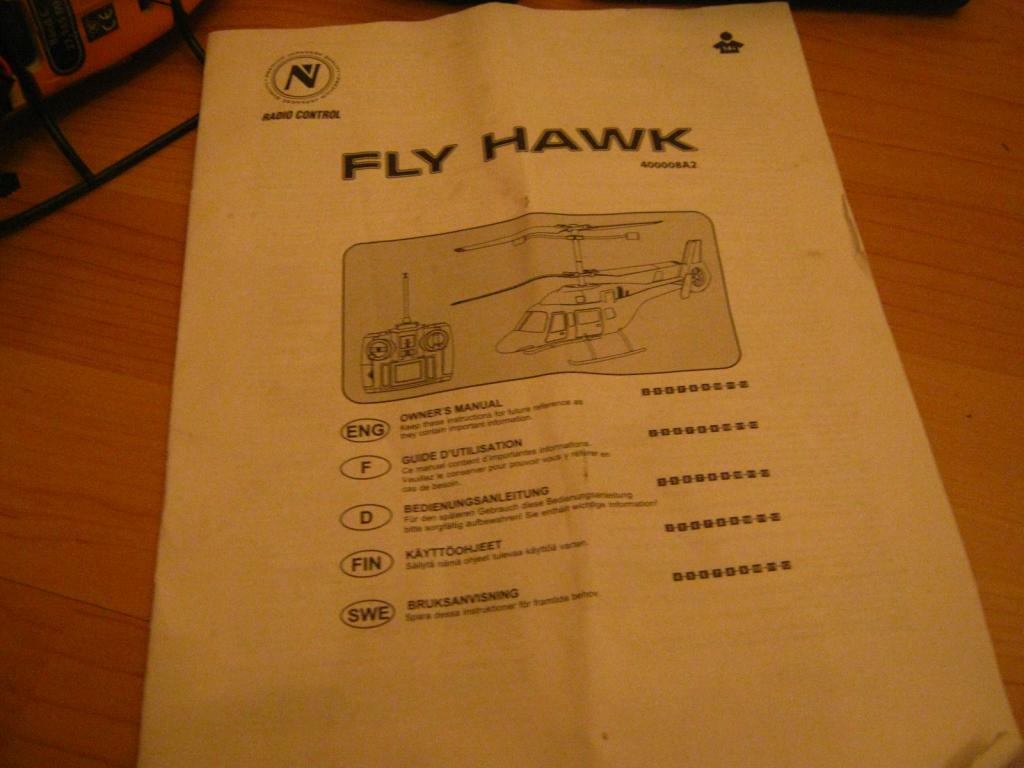 N
RADIO CONTROL
FLY HAWK
400008A2
ENG
OWNER'S MANUAL
Keep these instructions for future reference as
they contain important information.
F
GUIDE D'UTILISATION
Ce manuel contient d'importantes informations.
Veuillez le conserver pour pouvoir vous y référer en
cas de besoin.
D
BEDIENUNGSANLEITUNG
Für den späteren Gebrauch diese Bedienungsanleitung
bitte sorgfältig aufbewahren! Sie enthält wichtige Information!
FIN
KÄYTTÖOHJEET
Säilytä nämä ohjeet tulevaa käyttöä varten.
SWE
BRUKSANVISNING
Spara dessa instruktioner för framtida behov.